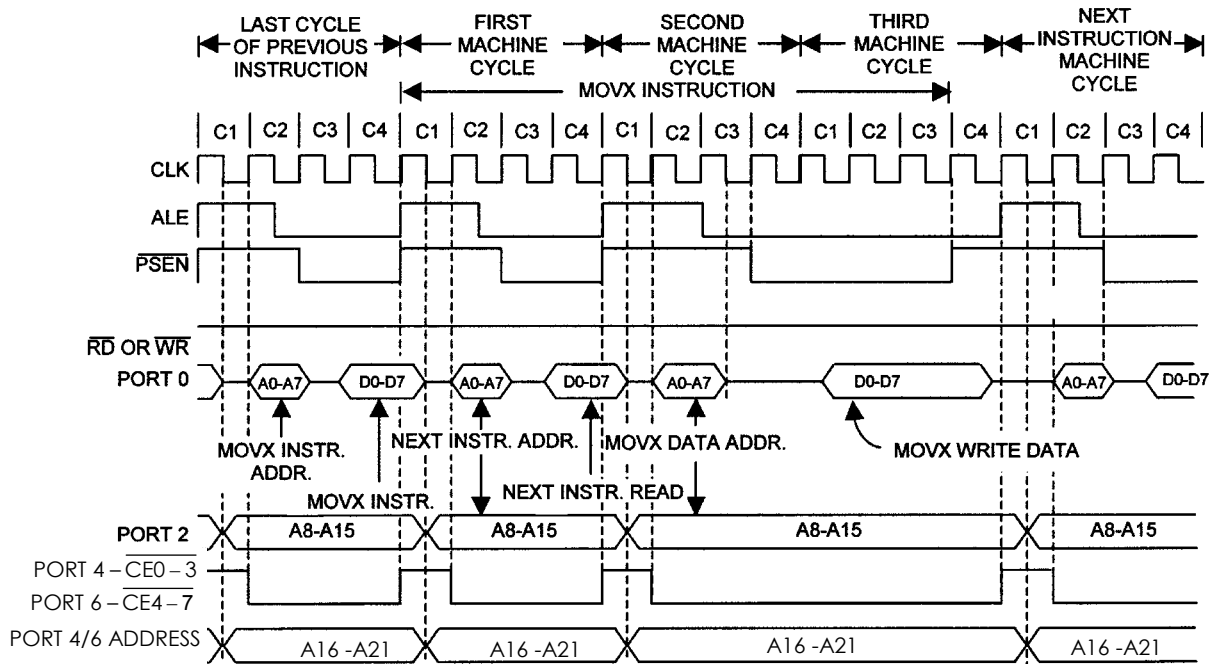 LAST CYCLE OF PREVIOUS INSTRUCTION
FIRST MACHINE CYCLE
SECOND MACHINE CYCLE
THIRD MACHINE CYCLE
NEXT INSTRUCTION MACHINE CYCLE
MOVX INSTRUCTION
C1 C2 C3 C4 C1 C2 C3 C4 C1 C2 C3 C4 C1 C2 C3 C4 C1 C2 C3 C4
CLK
ALE
PSEN
RD OR WR
PORT 0 A0-A7 D0-D7 A0-A7 D0-D7 A0-A7 D0-D7 A0-A7 D0-D7
MOVX INSTR. ADDR.
MOVX INSTR.
NEXT INSTR. ADDR.
NEXT INSTR. READ
MOVX DATA ADDR.
MOVX WRITE DATA
PORT 2 A8-A15 A8-A15 A8-A15 A8-A15
PORT 4 – CE0 – 3
PORT 6 – CE4 – 7
PORT 4/6 ADDRESS A16 -A21 A16 -A21 A16 -A21 A16 -A21